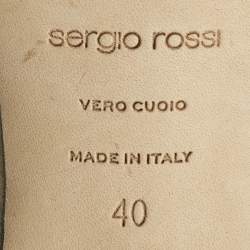 sergio rossi
VERO CUOIO
MADE IN ITALY
40